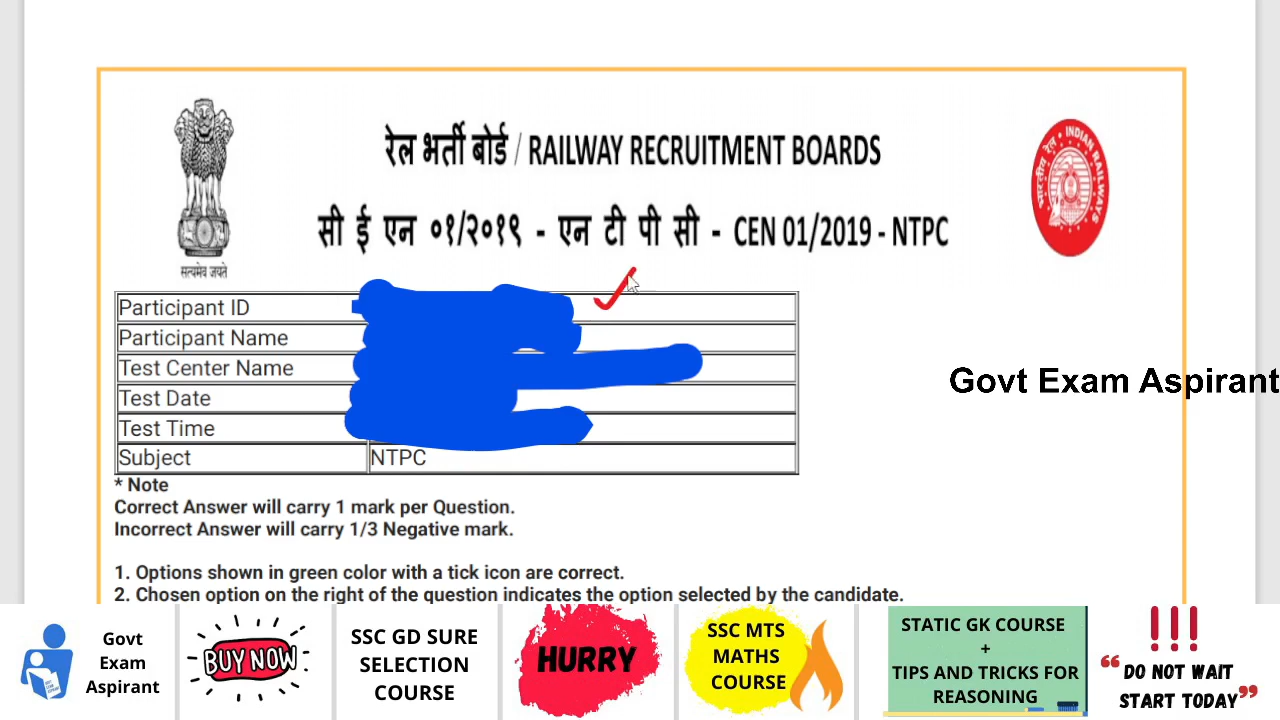 रेल भर्ती बोर्ड / RAILWAY RECRUITMENT BOARDS
सी ई एन ०१/२०१९ - एन टी पी सी - CEN 01/2019 - NTPC
सत्यमेव जयते
भारतीय रेल • INDIAN RAILWAYS
Participant ID
Participant Name
Test Center Name
Test Date
Test Time
Subject NTPC
* Note
Correct Answer will carry 1 mark per Question.
Incorrect Answer will carry 1/3 Negative mark.
1. Options shown in green color with a tick icon are correct.
2. Chosen option on the right of the question indicates the option selected by the candidate.
Govt Exam Aspirant
Govt
Exam
Aspirant
BUY NOW
SSC GD SURE
SELECTION
COURSE
HURRY
SSC MTS
MATHS
COURSE
STATIC GK COURSE
+
TIPS AND TRICKS FOR
REASONING
!!!
“DO NOT WAIT
START TODAY”